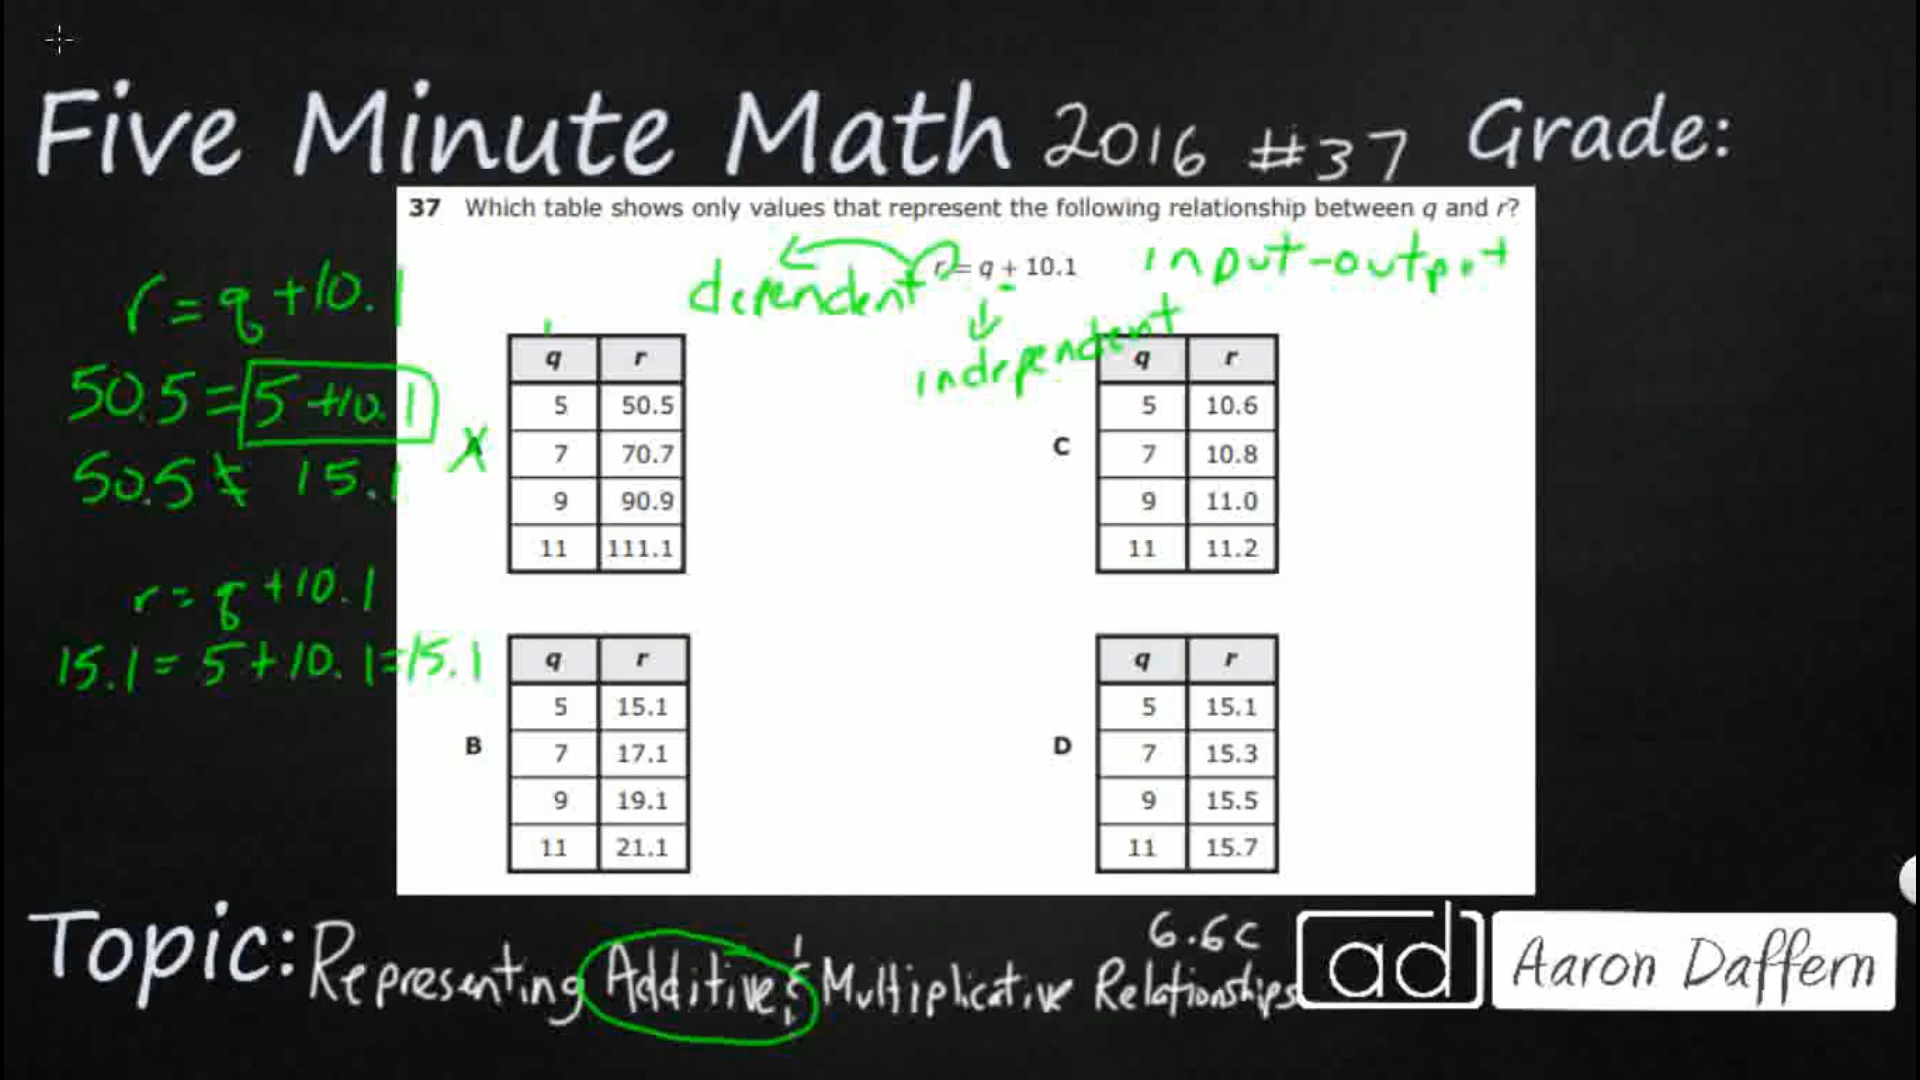 Five Minute Math 2016 #37 Grade:
37 Which table shows only values that represent the following relationship between q and r?
r = q + 10.1
input-output
dependent
independent
r = q + 10.1
50.5 = 5 + 10.1
50.5 ≠ 15.1
r = q + 10.1
15.1 = 5 + 10.1 = 15.1
X
A
q r
5 50.5
7 70.7
9 90.9
11 111.1
C
q r
5 10.6
7 10.8
9 11.0
11 11.2
B
q r
5 15.1
7 17.1
9 19.1
11 21.1
D
q r
5 15.1
7 15.3
9 15.5
11 15.7
6.6C
Topic: Representing Additive & Multiplicative Relationships
ad Aaron Daffern